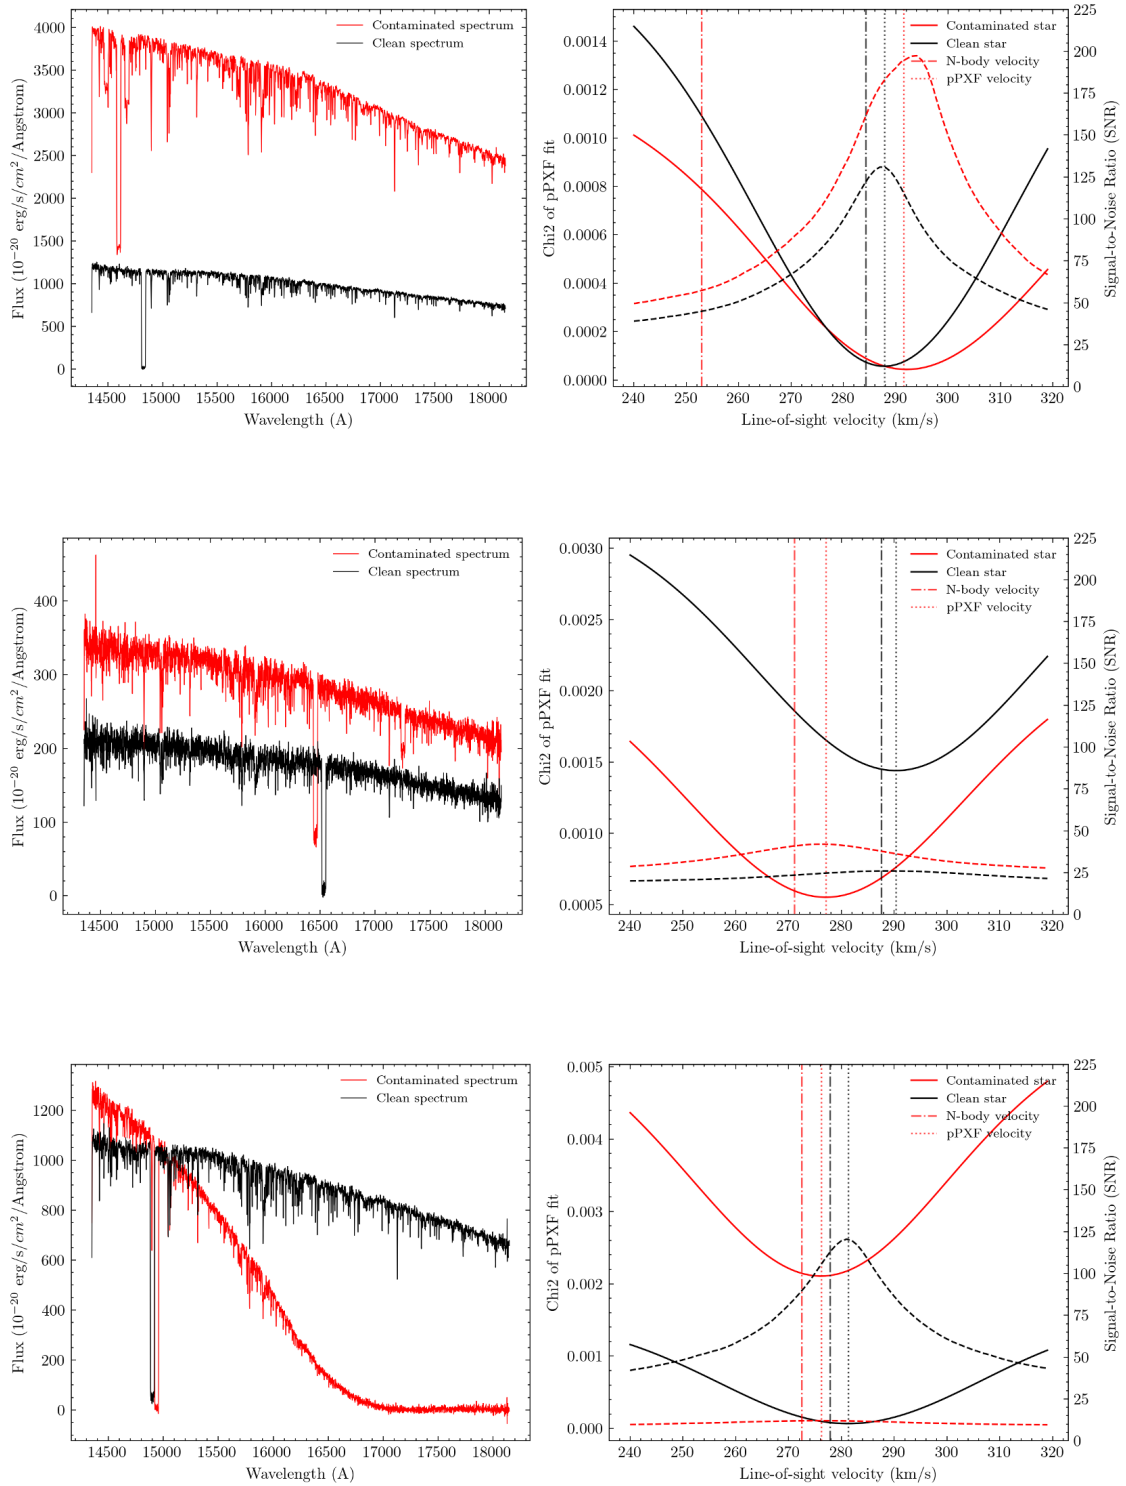 Flux (10⁻²⁰ erg/s/cm²/Angstrom)
4000
3500
3000
2500
2000
1500
1000
500
0
Contaminated spectrum
Clean spectrum
14500 15000 15500 16000 16500 17000 17500 18000
Wavelength (A)
Chi2 of pPXF fit
0.0014
0.0012
0.0010
0.0008
0.0006
0.0004
0.0002
0.0000
Contaminated star
Clean star
N-body velocity
pPXF velocity
225
200
175
150
125
100
75
50
25
0
Signal-to-Noise Ratio (SNR)
240 250 260 270 280 290 300 310 320
Line-of-sight velocity (km/s)
Flux (10⁻²⁰ erg/s/cm²/Angstrom)
400
300
200
100
0
Contaminated spectrum
Clean spectrum
14500 15000 15500 16000 16500 17000 17500 18000
Wavelength (A)
Chi2 of pPXF fit
0.0030
0.0025
0.0020
0.0015
0.0010
0.0005
Contaminated star
Clean star
N-body velocity
pPXF velocity
225
200
175
150
125
100
75
50
25
0
Signal-to-Noise Ratio (SNR)
240 250 260 270 280 290 300 310 320
Line-of-sight velocity (km/s)
Flux (10⁻²⁰ erg/s/cm²/Angstrom)
1200
1000
800
600
400
200
0
Contaminated spectrum
Clean spectrum
14500 15000 15500 16000 16500 17000 17500 18000
Wavelength (A)
Chi2 of pPXF fit
0.005
0.004
0.003
0.002
0.001
0.000
Contaminated star
Clean star
N-body velocity
pPXF velocity
225
200
175
150
125
100
75
50
25
0
Signal-to-Noise Ratio (SNR)
240 250 260 270 280 290 300 310 320
Line-of-sight velocity (km/s)